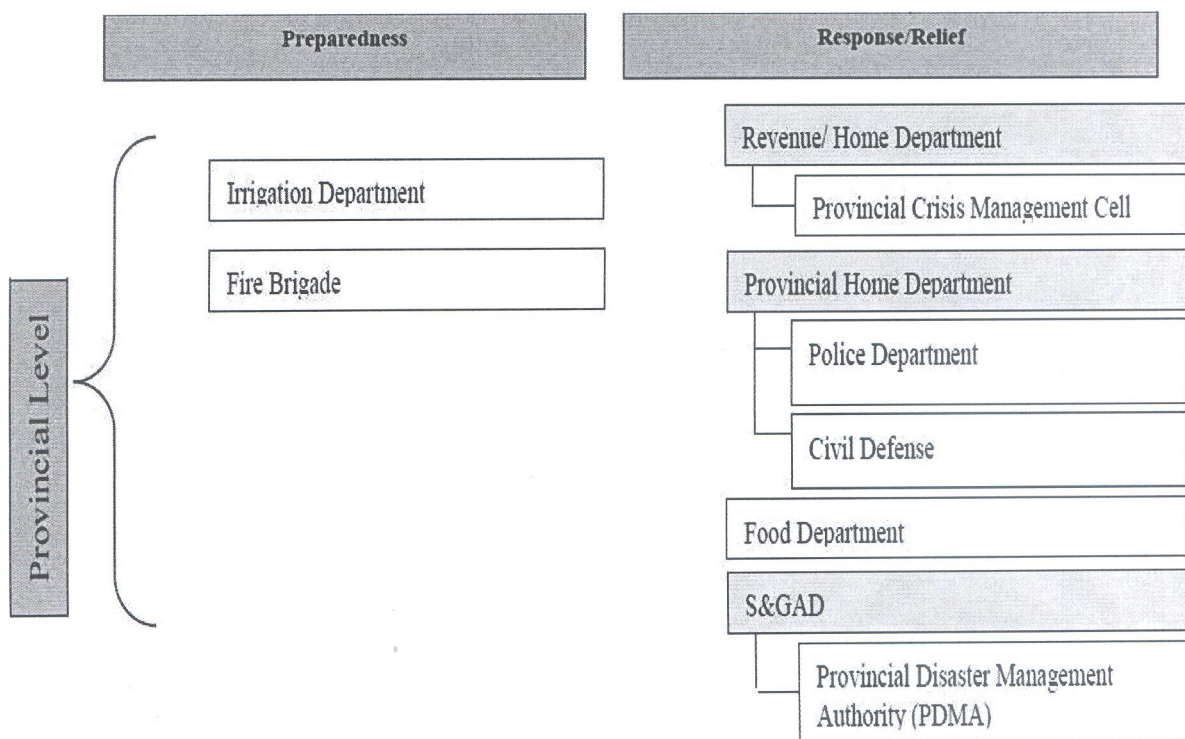 Preparedness
Response/Relief
Provincial Level
Irrigation Department
Fire Brigade
Revenue/ Home Department
Provincial Crisis Management Cell
Provincial Home Department
Police Department
Civil Defense
Food Department
S&GAD
Provincial Disaster Management
Authority (PDMA)